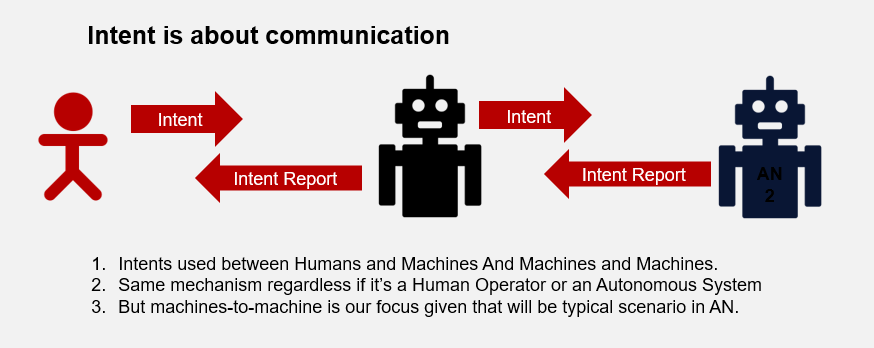 Intent is about communication
Intent
Intent
Intent Report
Intent Report
AN
2
1. Intents used between Humans and Machines And Machines and Machines.
2. Same mechanism regardless if it’s a Human Operator or an Autonomous System
3. But machines-to-machine is our focus given that will be typical scenario in AN.